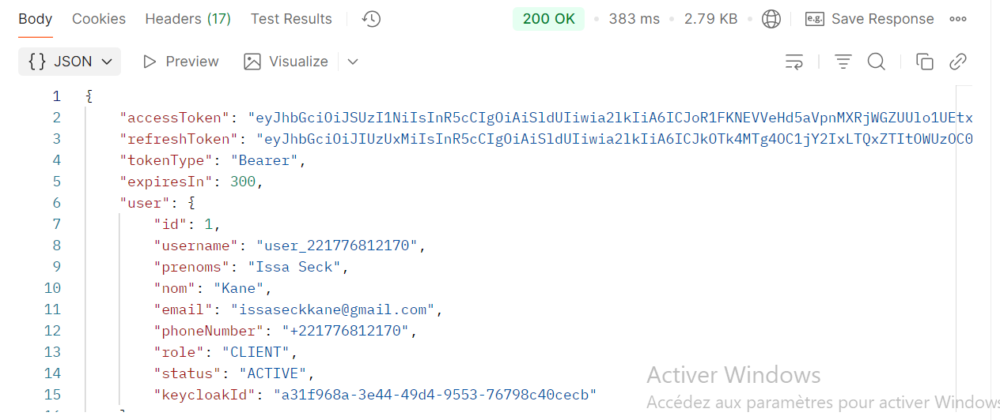 Body Cookies Headers (17) Test Results 200 OK • 383 ms • 2.79 KB • e.g. Save Response
{} JSON Preview Visualize
1 {
2 "accessToken": "eyJhbGciOiJSUzI1NiIsInR5cCIgOiAiSldUIiwia2lkIiA6ICJoR1FKNEVVeHd5aVpnMXRjWGZUUlo1UEtx
3 "refreshToken": "eyJhbGciOiJIUzUxMiIsInR5cCIgOiAiSldUIiwia2lkIiA6ICJkOTk4MTg4OC1jY2IxLTQxZTItOWUzOC0
4 "tokenType": "Bearer",
5 "expiresIn": 300,
6 "user": {
7 "id": 1,
8 "username": "user_221776812170",
9 "prenoms": "Issa Seck",
10 "nom": "Kane",
11 "email": "issaseckkane@gmail.com",
12 "phoneNumber": "+221776812170",
13 "role": "CLIENT",
14 "status": "ACTIVE",
15 "keycloakId": "a31f968a-3e44-49d4-9553-76798c40cecb"
Activer Windows
Accédez aux paramètres pour activer Windows